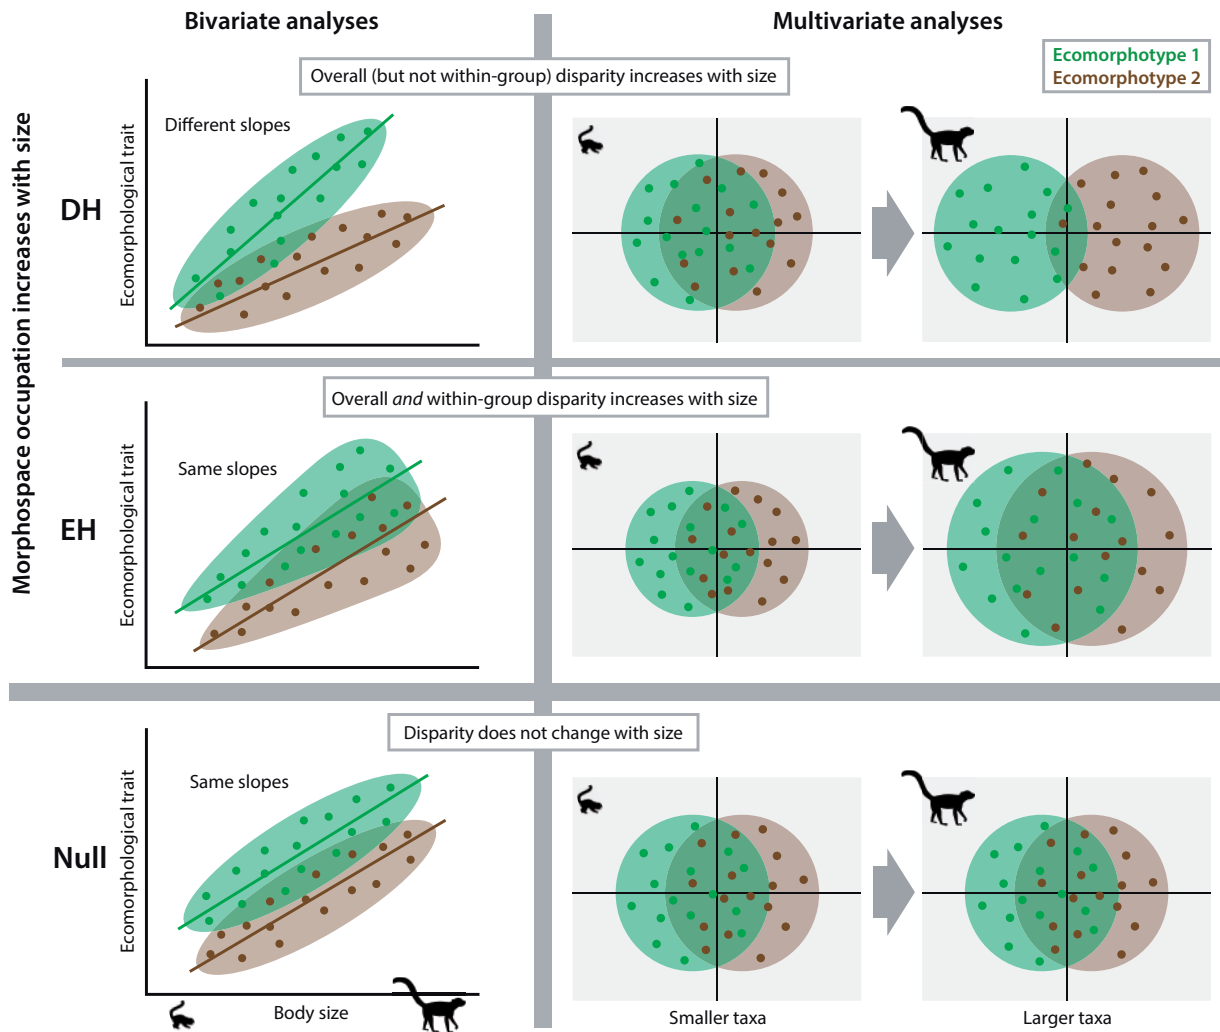 Bivariate analyses
Multivariate analyses
Ecomorphotype 1
Ecomorphotype 2
Morphospace occupation increases with size
Overall (but not within-group) disparity increases with size
DH
Ecomorphological trait
Different slopes
Overall and within-group disparity increases with size
EH
Ecomorphological trait
Same slopes
Disparity does not change with size
Null
Ecomorphological trait
Same slopes
Body size
Smaller taxa
Larger taxa